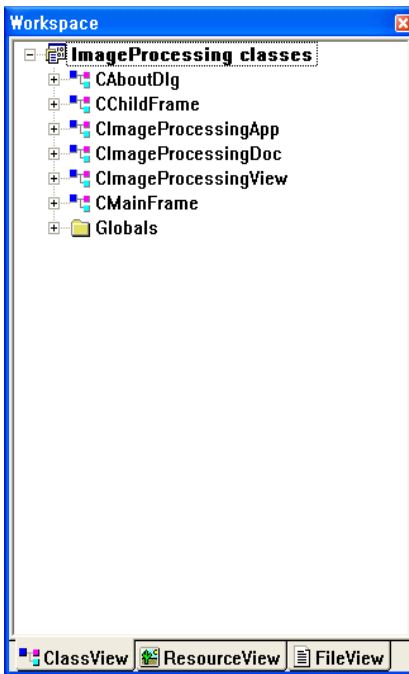 Workspace
ImageProcessing classes
CAboutDlg
CChildFrame
CImageProcessingApp
CImageProcessingDoc
CImageProcessingView
CMainFrame
Globals
ClassView ResourceView FileView